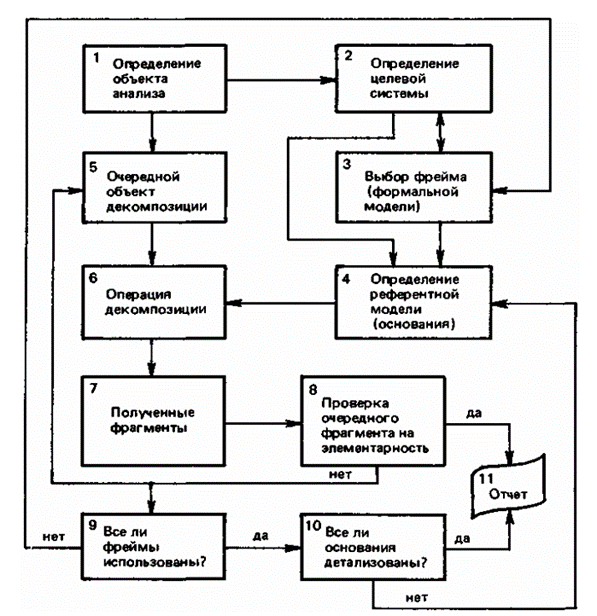 1
Определение
объекта
анализа
2
Определение
целевой
системы
5
Очередной
объект
декомпозиции
3
Выбор фрейма
(формальной
модели)
6
Операция
декомпозиции
4
Определение
референтной
модели
(основания)
7
Полученные
фрагменты
8
Проверка
очередного
фрагмента на
элементарность
да
нет
11
Отчет
нет
9
Все ли
фреймы
использованы?
да
10
Все ли
основания
детализованы?
да
нет